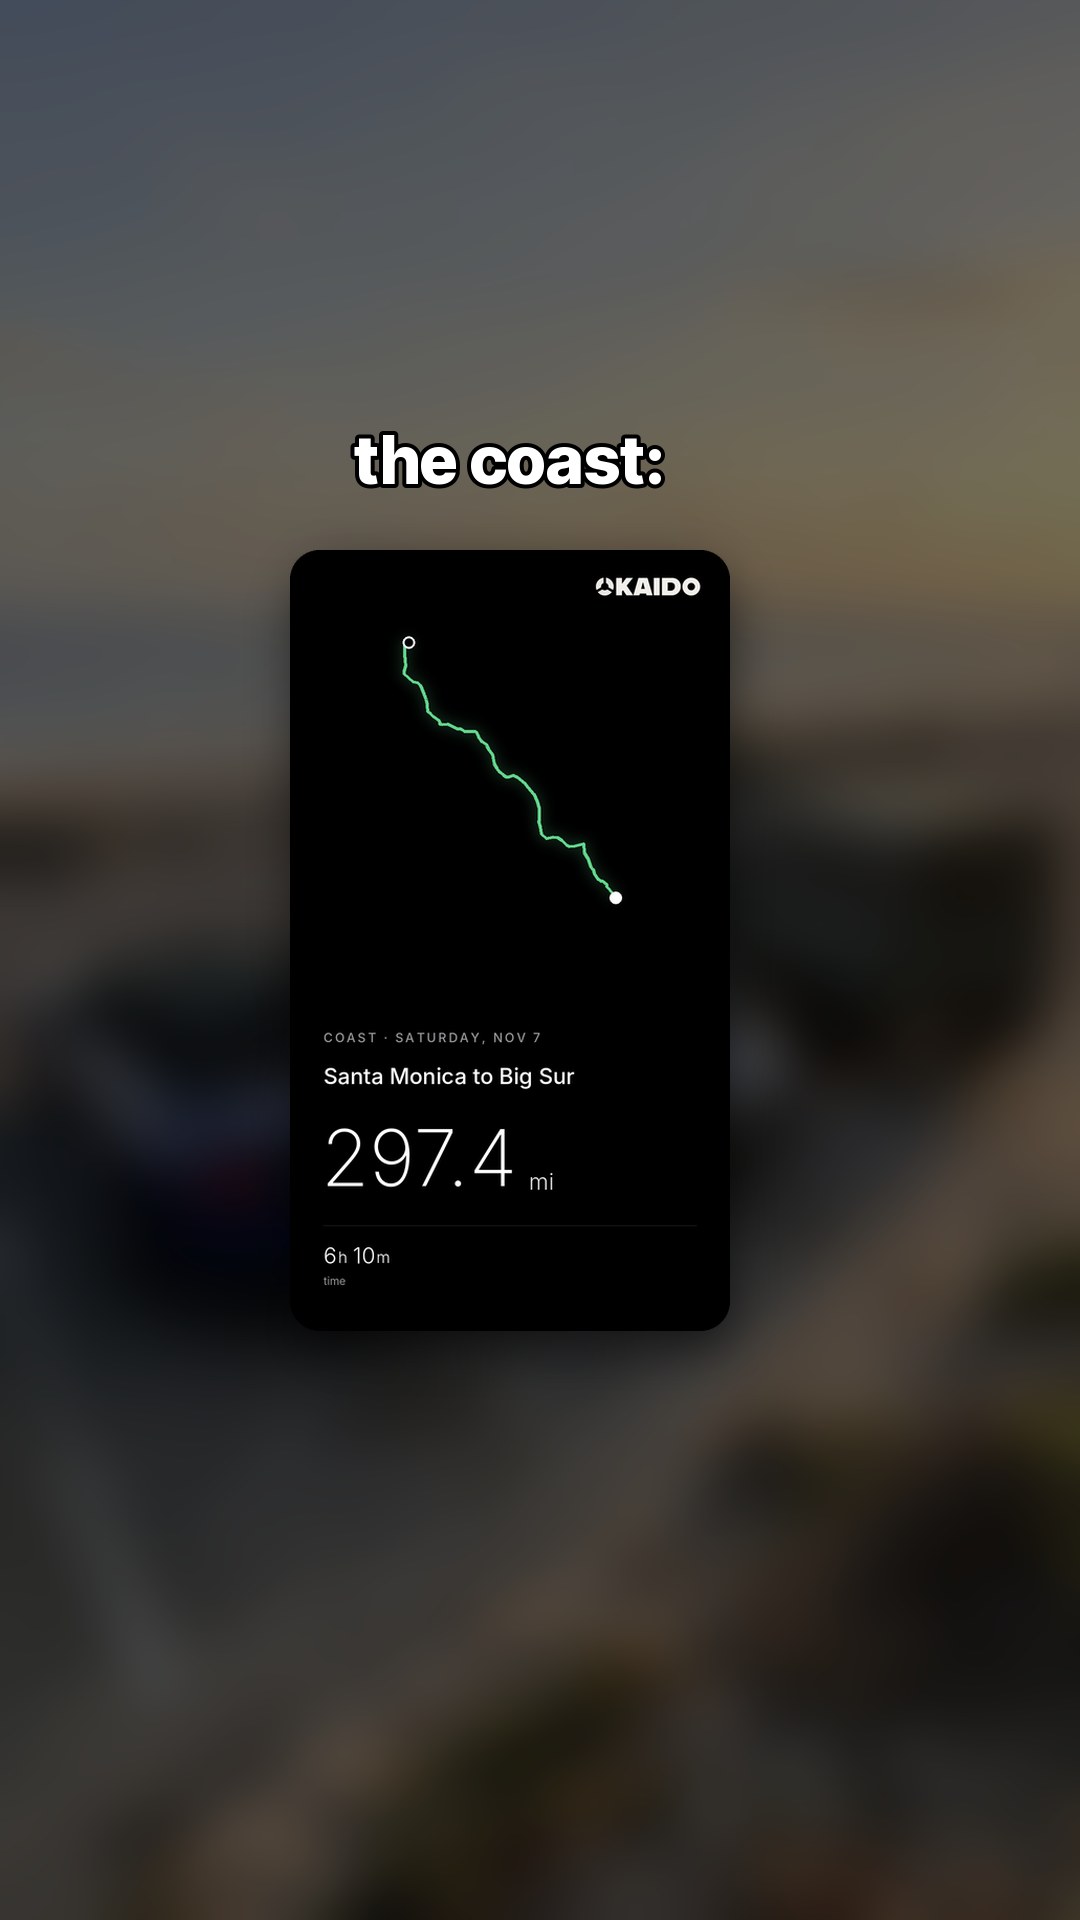 the coast:
KAIDO
COAST · SATURDAY, NOV 7
Santa Monica to Big Sur
297.4 mi
6h 10m
time